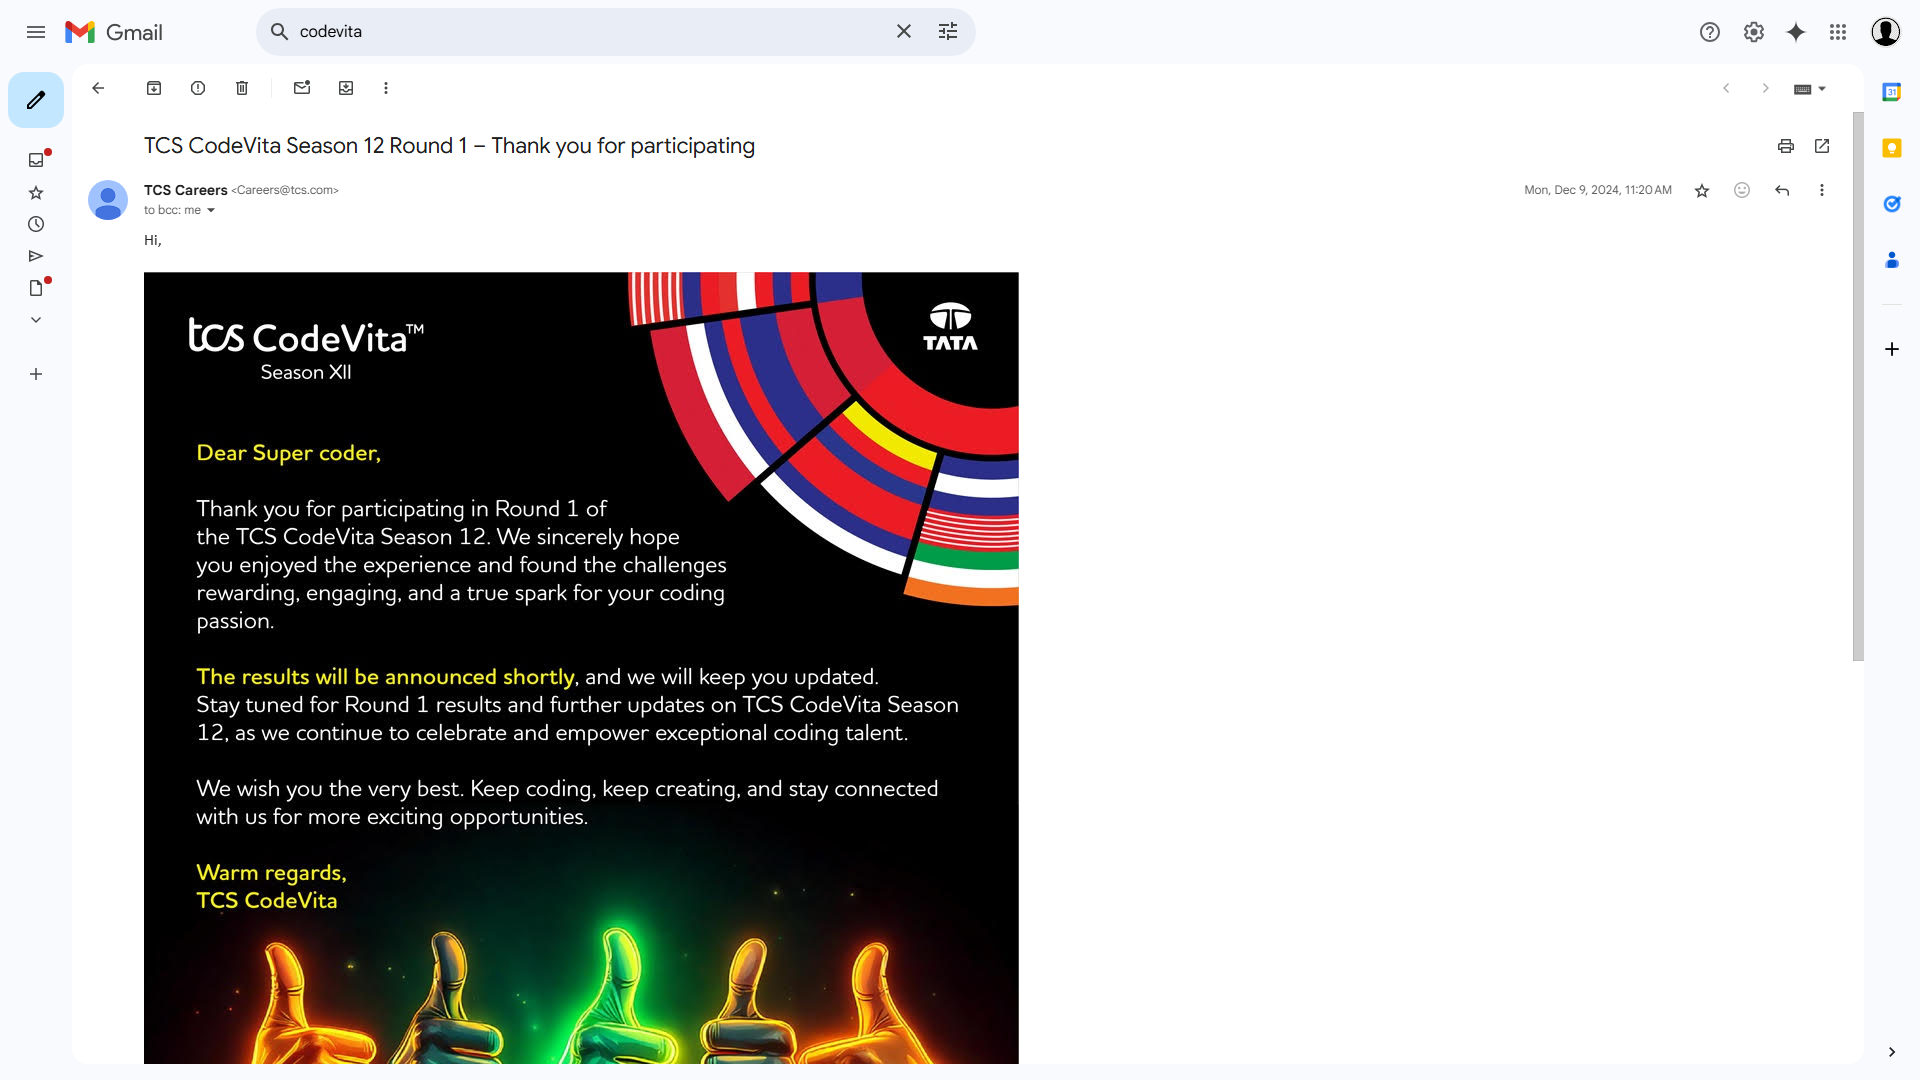 Gmail
codevita
TCS CodeVita Season 12 Round 1 – Thank you for participating
TCS Careers <Careers@tcs.com>
Mon, Dec 9, 2024, 11:20 AM
to bcc: me
Hi,
tcs CodeVita™
Season XII
TATA
Dear Super coder,
Thank you for participating in Round 1 of
the TCS CodeVita Season 12. We sincerely hope
you enjoyed the experience and found the challenges
rewarding, engaging, and a true spark for your coding
passion.
The results will be announced shortly, and we will keep you updated.
Stay tuned for Round 1 results and further updates on TCS CodeVita Season
12, as we continue to celebrate and empower exceptional coding talent.
We wish you the very best. Keep coding, keep creating, and stay connected
with us for more exciting opportunities.
Warm regards,
TCS CodeVita
31